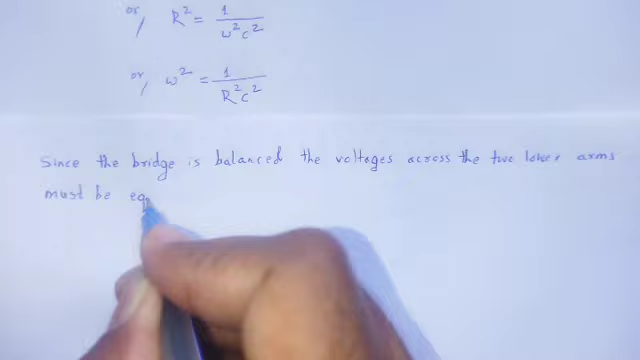 or, R² = 1/ω²C²
or, ω² = 1/R²C²
Since the bridge is balanced the voltages across the two lower arms
must be eq